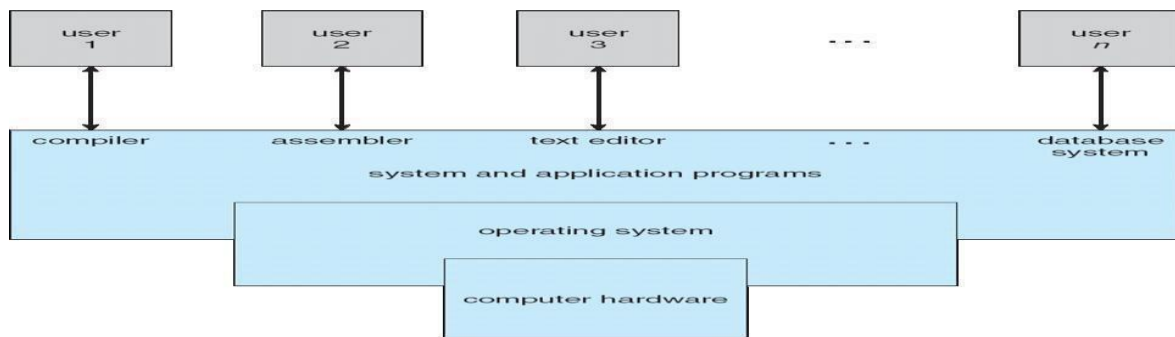 user
1
user
2
user
3
...
user
n
compiler
assembler
text editor
...
database
system
system and application programs
operating system
computer hardware